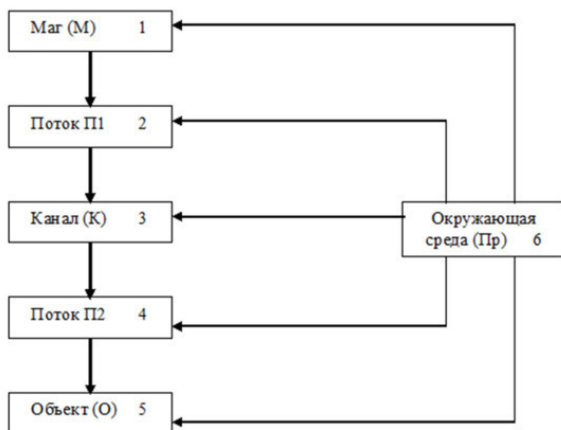 Маг (М) 1
Поток П1 2
Канал (К) 3
Окружающая
среда (Пр) 6
Поток П2 4
Объект (О) 5